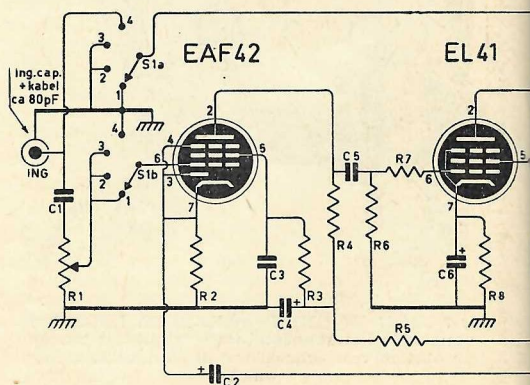 EAF42
EL41
ing.cap.
+ kabel
ca 80pF
ING
4
3
2
1
S1a
4
3
2
1
S1b
C1
R1
2
4
6
3
5
7
R2
C3
R3
C4
+
+
C2
R4
C5
R6
R7
R5
2
6
5
7
C6
+
R8